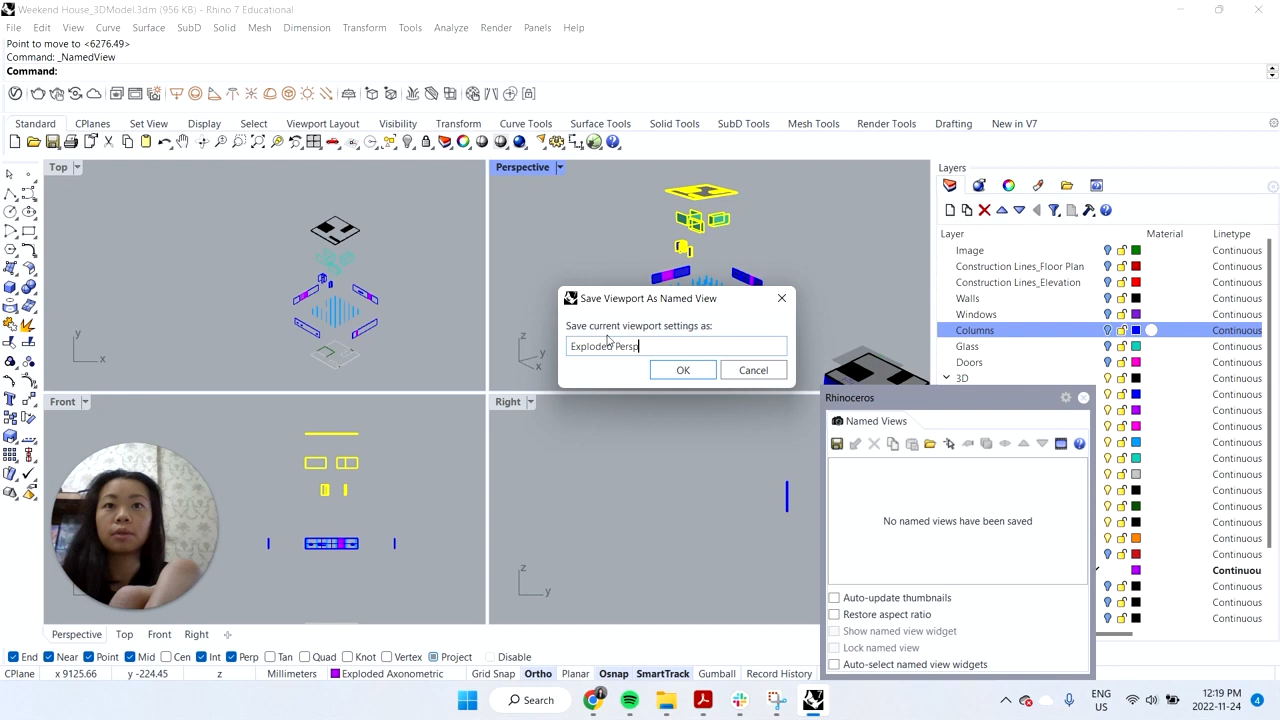 Weekend House_3DModel.3dm (956 KB) - Rhino 7 Educational
File Edit View Curve Surface SubD Solid Mesh Dimension Transform Tools Analyze Render Panels Help
Point to move to <6276.49>
Command: _NamedView
Command:
Standard CPlanes Set View Display Select Viewport Layout Visibility Transform Curve Tools Surface Tools Solid Tools SubD Tools Mesh Tools Render Tools Drafting New in V7
Top
Perspective
Layers
Layer Material Linetype
Image Continuous
Construction Lines_Floor Plan Continuous
Construction Lines_Elevation Continuous
Walls Continuous
Windows Continuous
Columns Continuous
Glass Continuous
Doors Continuous
3D Continuous
Continuous
Continuous
Continuous
Continuous
Continuous
Continuous
Continuous
Continuous
Continuous
Continuous
Continuous
Continuou
Continuous
Continuous
Continuous
Save Viewport As Named View
Save current viewport settings as:
Exploded Persp
OK Cancel
y
x
z
y
x
Front
Right
z
y
Rhinoceros
Named Views
No named views have been saved
Auto-update thumbnails
Restore aspect ratio
Show named view widget
Lock named view
Auto-select named view widgets
Perspective Top Front Right
End Near Point Mid Cen Int Perp Tan Quad Knot Vertex Project Disable
CPlane x 9125.66 y -224.45 z Millimeters Exploded Axonometric Grid Snap Ortho Planar Osnap SmartTrack Gumball Record History
Search
ENG
US
12:19 PM
2022-11-24
4